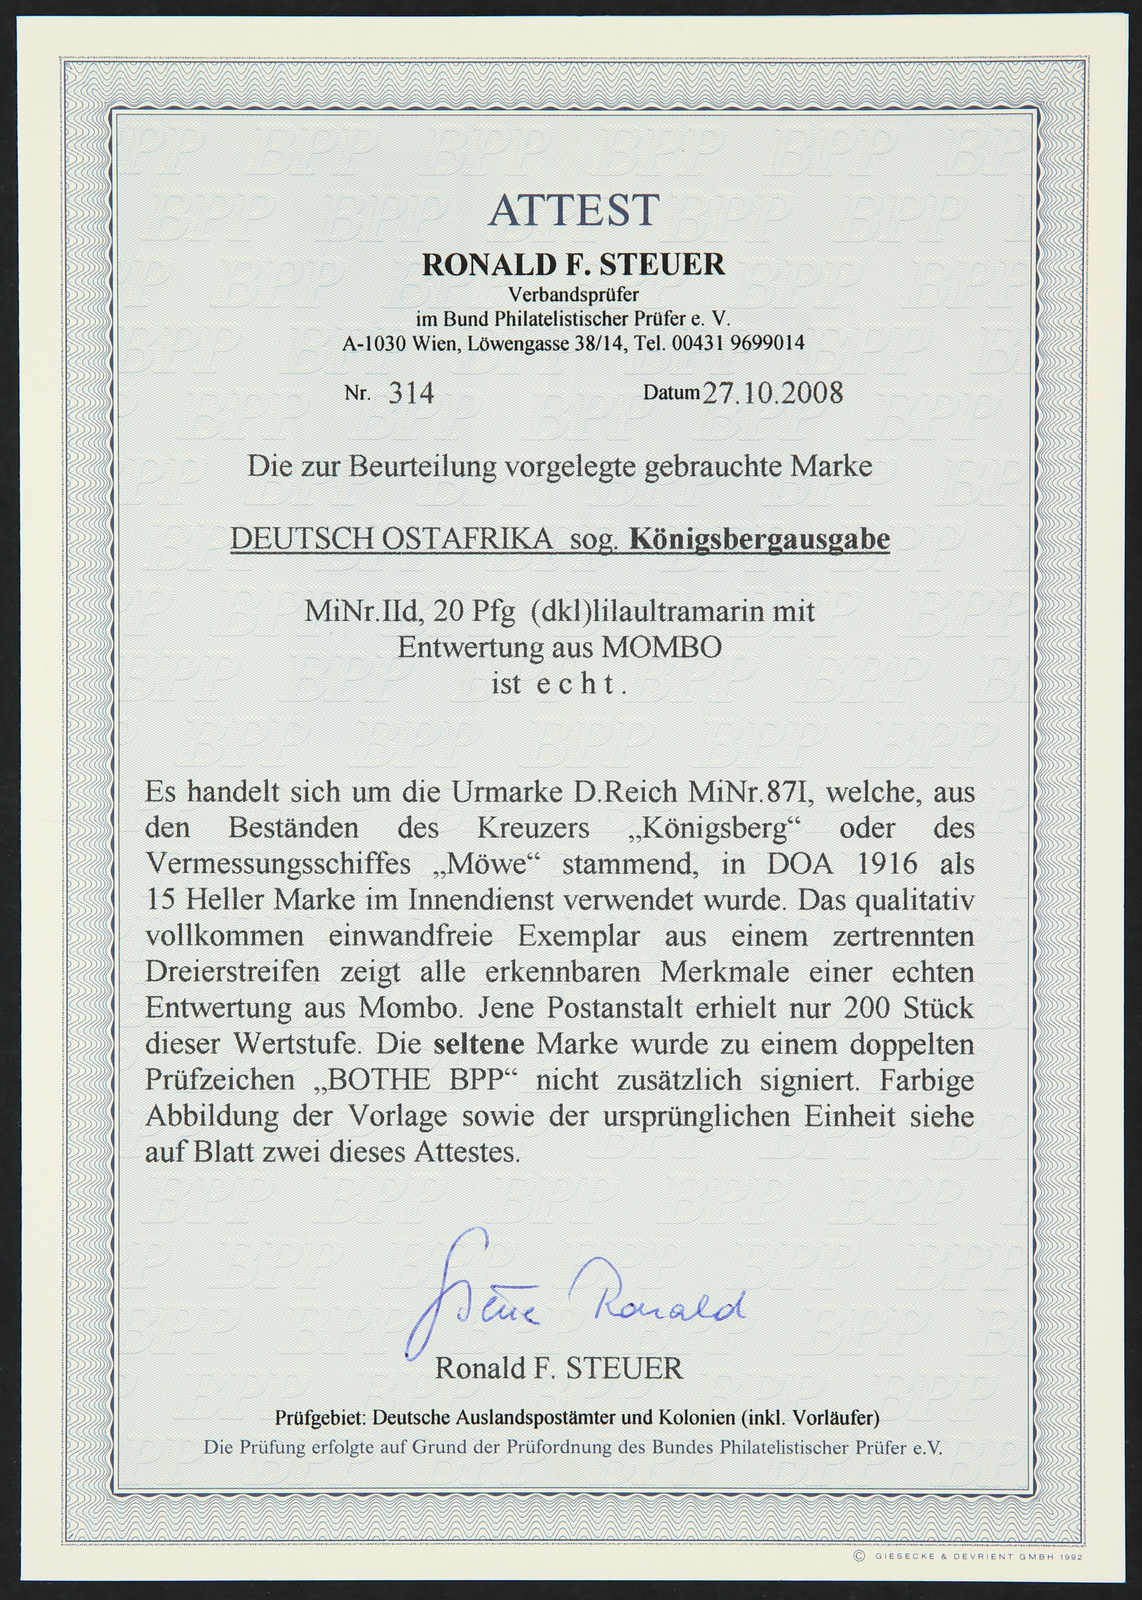 ATTEST
RONALD F. STEUER
Verbandsprüfer
im Bund Philatelistischer Prüfer e. V.
A-1030 Wien, Löwengasse 38/14, Tel. 00431 9699014
Nr. 314 Datum 27.10.2008
Die zur Beurteilung vorgelegte gebrauchte Marke
DEUTSCH OSTAFRIKA sog. Königsbergausgabe
MiNr.IId, 20 Pfg (dkl)lilaultramarin mit
Entwertung aus MOMBO
ist e c h t .
Es handelt sich um die Urmarke D.Reich MiNr.87I, welche, aus
den Beständen des Kreuzers „Königsberg“ oder des
Vermessungsschiffes „Möwe“ stammend, in DOA 1916 als
15 Heller Marke im Innendienst verwendet wurde. Das qualitativ
vollkommen einwandfreie Exemplar aus einem zertrennten
Dreierstreifen zeigt alle erkennbaren Merkmale einer echten
Entwertung aus Mombo. Jene Postanstalt erhielt nur 200 Stück
dieser Wertstufe. Die seltene Marke wurde zu einem doppelten
Prüfzeichen „BOTHE BPP“ nicht zusätzlich signiert. Farbige
Abbildung der Vorlage sowie der ursprünglichen Einheit siehe
auf Blatt zwei dieses Attestes.
Ronald F. STEUER
Prüfgebiet: Deutsche Auslandspostämter und Kolonien (inkl. Vorläufer)
Die Prüfung erfolgte auf Grund der Prüfordnung des Bundes Philatelistischer Prüfer e.V.
© GIESECKE & DEVRIENT GMBH 1992